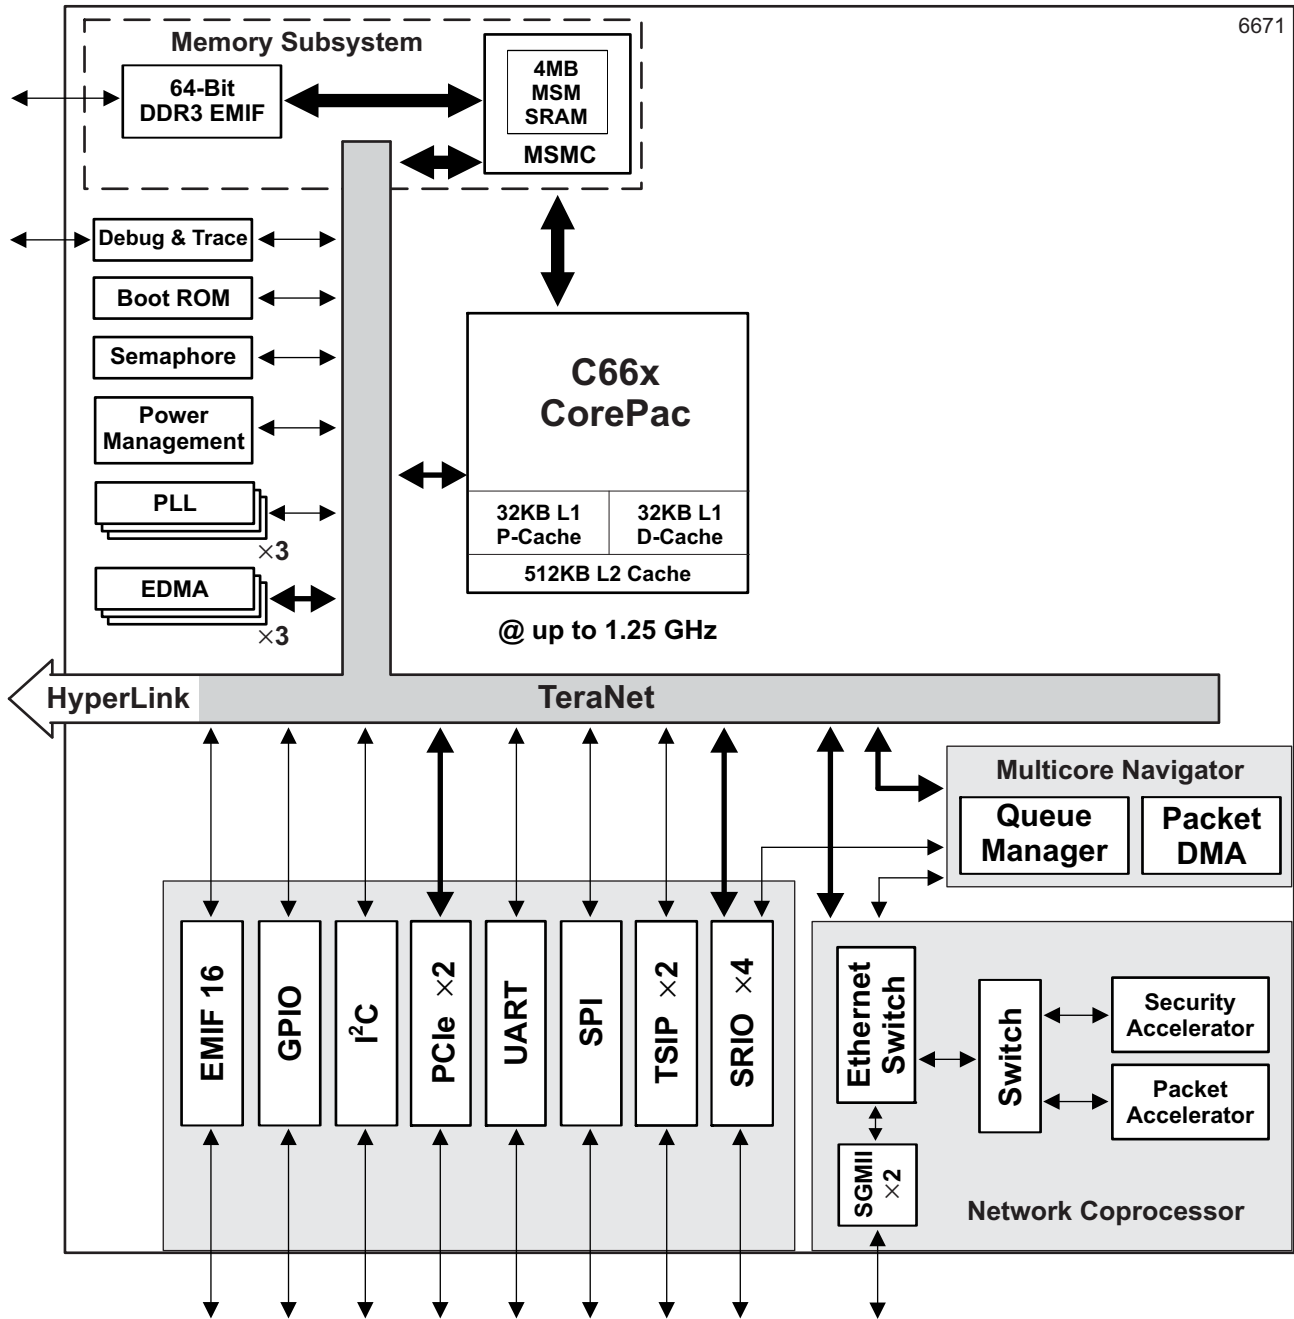 6671
Memory Subsystem
64-Bit
DDR3 EMIF
4MB
MSM
SRAM
MSMC
Debug & Trace
Boot ROM
Semaphore
Power
Management
PLL
×3
EDMA
×3
C66x
CorePac
32KB L1
P-Cache
32KB L1
D-Cache
512KB L2 Cache
@ up to 1.25 GHz
HyperLink
TeraNet
Multicore Navigator
Queue
Manager
Packet
DMA
EMIF 16
GPIO
I²C
PCIe ×2
UART
SPI
TSIP ×2
SRIO ×4
Ethernet
Switch
Switch
Security
Accelerator
Packet
Accelerator
SGMII
×2
Network Coprocessor